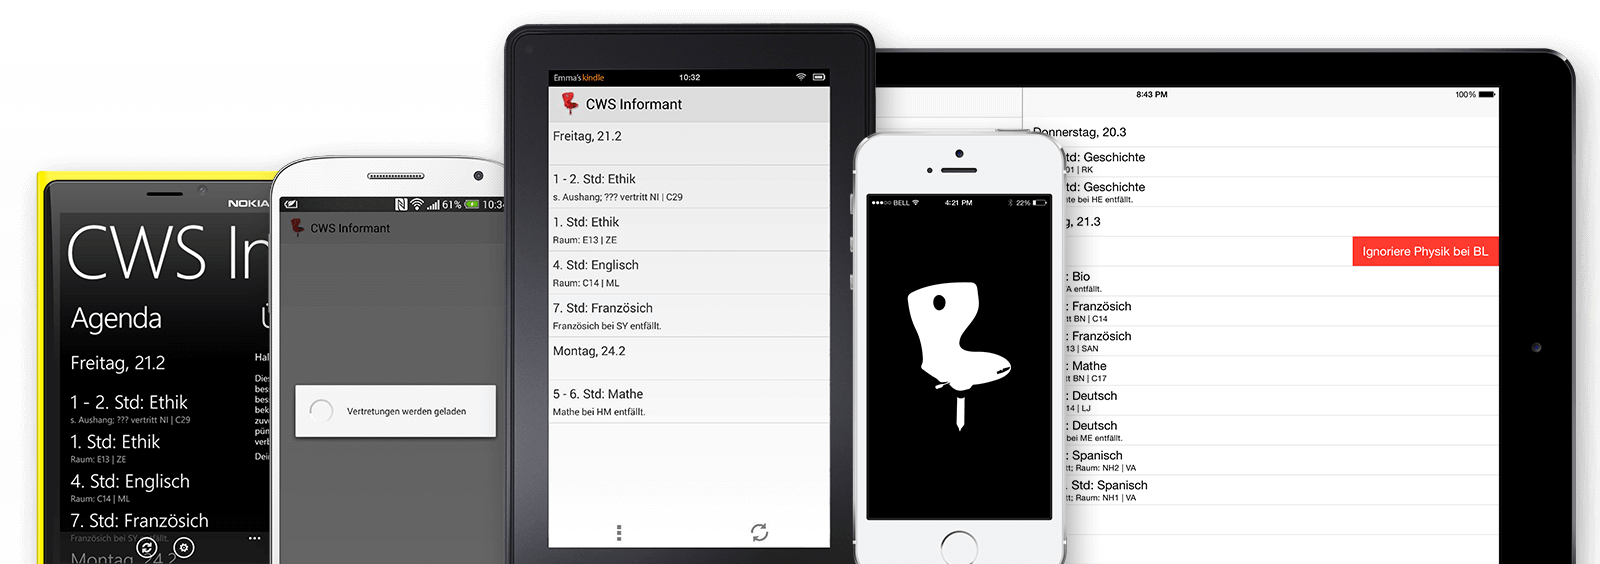 NOKIA
CWS In
Agenda
Freitag, 21.2
1 - 2. Std: Ethik
s. Aushang; ??? vertritt NI | C29
1. Std: Ethik
Raum: E13 | ZE
4. Std: Englisch
Raum: C14 | ML
7. Std: Französich
Französich bei SY entfällt.
Montag, 24.2
Hal
Dies
bes
bes
bek
zuv
pün
verl
Dei
61% 10:34
CWS Informant
Vertretungen werden geladen
Emma's kindle 10:32
CWS Informant
Freitag, 21.2
1 - 2. Std: Ethik
s. Aushang; ??? vertritt NI | C29
1. Std: Ethik
Raum: E13 | ZE
4. Std: Englisch
Raum: C14 | ML
7. Std: Französich
Französich bei SY entfällt.
Montag, 24.2
5 - 6. Std: Mathe
Mathe bei HM entfällt.
BELL 4:21 PM 22%
8:43 PM 100%
Donnerstag, 20.3
td: Geschichte
01 | RK
td: Geschichte
hte bei HE entfällt.
g, 21.3
Ignoriere Physik bei BL
: Bio
A entfällt.
: Französich
tt BN | C14
: Französich
13 | SAN
: Mathe
tt BN | C17
: Deutsch
14 | LJ
: Deutsch
bei ME entfällt.
: Spanisch
tt; Raum: NH2 | VA
. Std: Spanisch
tt; Raum: NH1 | VA